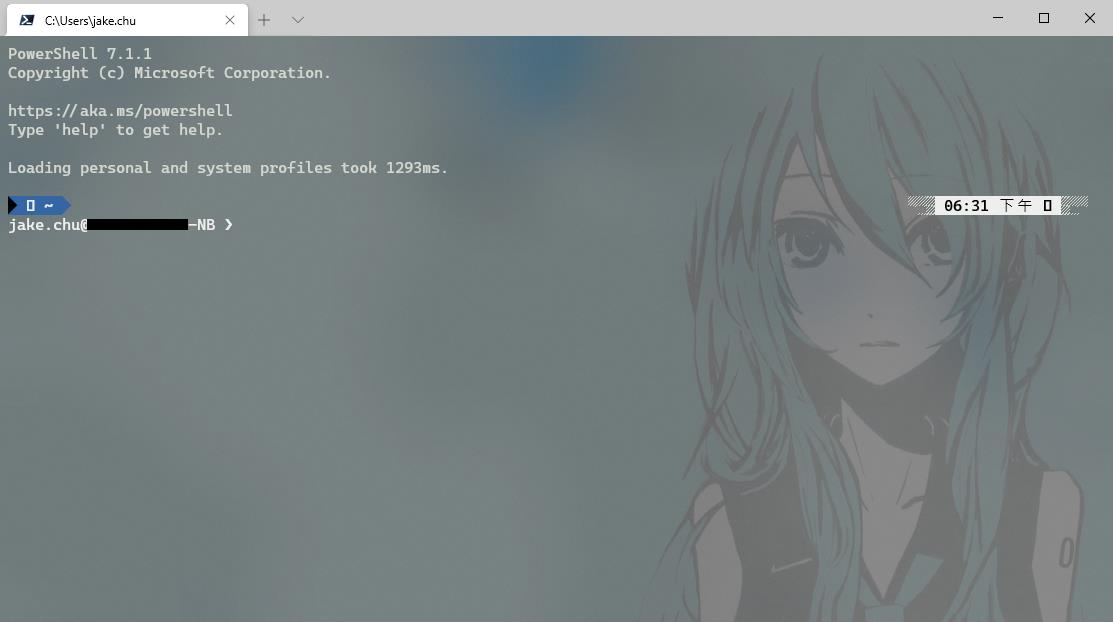 C:\Users\jake.chu
PowerShell 7.1.1
Copyright (c) Microsoft Corporation.
https://aka.ms/powershell
Type 'help' to get help.
Loading personal and system profiles took 1293ms.
~ 06:31 下午
jake.chu@ -NB ❯
0